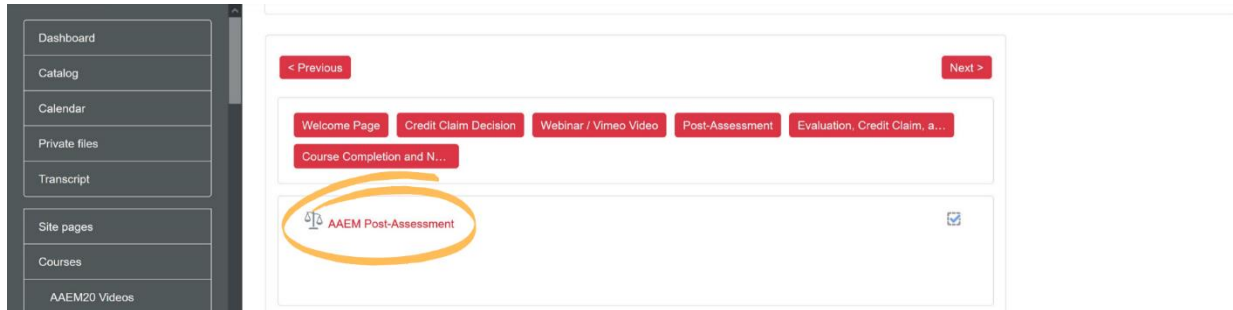 Dashboard
Catalog
Calendar
Private files
Transcript
Site pages
Courses
AAEM20 Videos
< Previous
Next >
Welcome Page
Credit Claim Decision
Webinar / Vimeo Video
Post-Assessment
Evaluation, Credit Claim, a...
Course Completion and N...
AAEM Post-Assessment